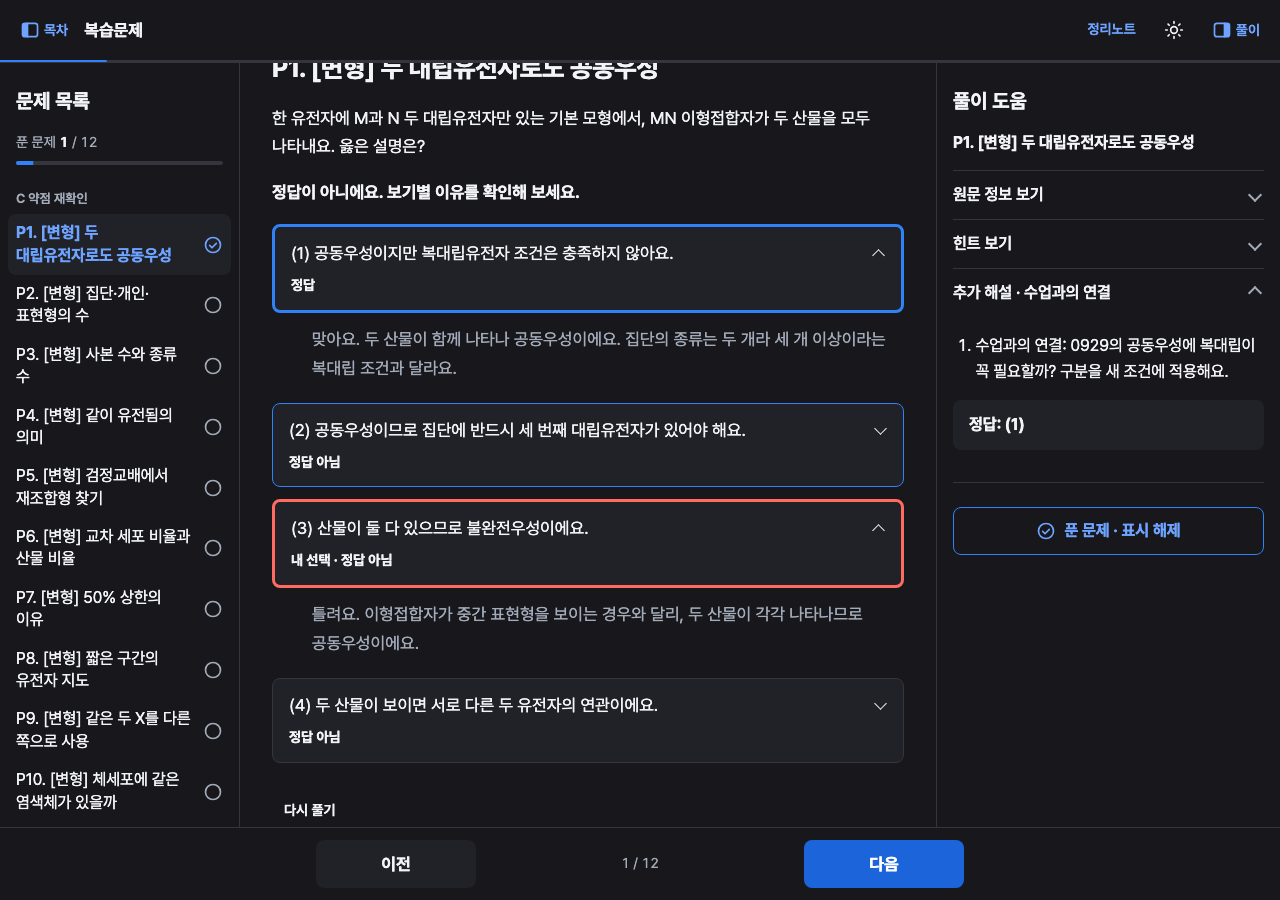 목차
복습문제
정리노트
풀이
문제 목록
푼 문제 1 / 12
C 약점 재확인
P1. [변형] 두
대립유전자로도 공동우성
P2. [변형] 집단·개인·
표현형의 수
P3. [변형] 사본 수와 종류
수
P4. [변형] 같이 유전됨의
의미
P5. [변형] 검정교배에서
재조합형 찾기
P6. [변형] 교차 세포 비율과
산물 비율
P7. [변형] 50% 상한의
이유
P8. [변형] 짧은 구간의
유전자 지도
P9. [변형] 같은 두 X를 다른
쪽으로 사용
P10. [변형] 체세포에 같은
염색체가 있을까
P1. [변형] 두 대립유전자로도 공동우성
한 유전자에 M과 N 두 대립유전자만 있는 기본 모형에서, MN 이형접합자가 두 산물을 모두
나타내요. 옳은 설명은?
정답이 아니에요. 보기별 이유를 확인해 보세요.
(1) 공동우성이지만 복대립유전자 조건은 충족하지 않아요.
정답
맞아요. 두 산물이 함께 나타나 공동우성이에요. 집단의 종류는 두 개라 세 개 이상이라는
복대립 조건과 달라요.
(2) 공동우성이므로 집단에 반드시 세 번째 대립유전자가 있어야 해요.
정답 아님
(3) 산물이 둘 다 있으므로 불완전우성이에요.
내 선택 · 정답 아님
틀려요. 이형접합자가 중간 표현형을 보이는 경우와 달리, 두 산물이 각각 나타나므로
공동우성이에요.
(4) 두 산물이 보이면 서로 다른 두 유전자의 연관이에요.
정답 아님
다시 풀기
풀이 도움
P1. [변형] 두 대립유전자로도 공동우성
원문 정보 보기
힌트 보기
추가 해설 · 수업과의 연결
1. 수업과의 연결: 0929의 공동우성에 복대립이
꼭 필요할까? 구분을 새 조건에 적용해요.
정답: (1)
푼 문제 · 표시 해제
이전
1 / 12
다음